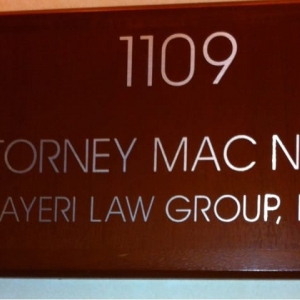 1109
TORNEY MAC N
AYERI LAW GROUP,